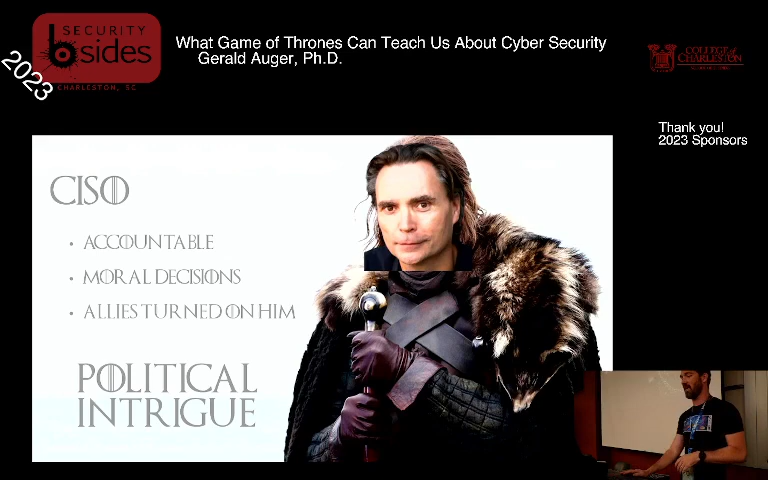 SECURITY
bsides
2023
CHARLESTON, SC
What Game of Thrones Can Teach Us About Cyber Security
Gerald Auger, Ph.D.
COLLEGE of
CHARLESTON
Thank you!
2023 Sponsors
CISO
• ACCOUNTABLE
• MORAL DECISIONS
• ALLIES TURNED ON HIM
POLITICAL
INTRIGUE